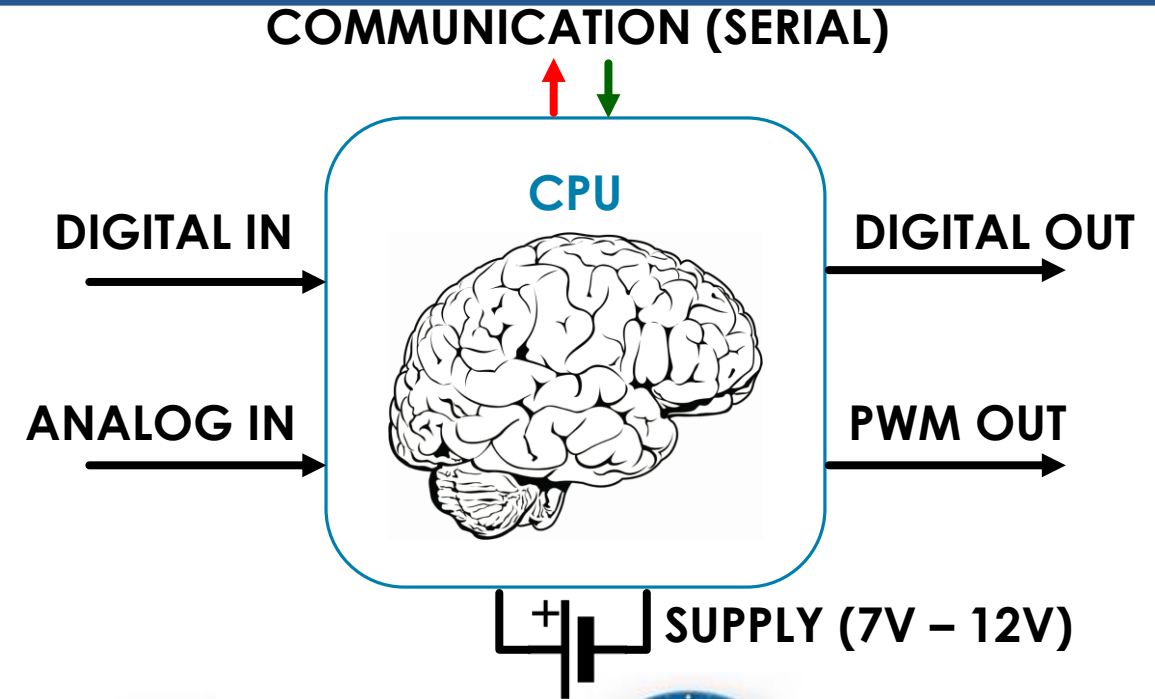 COMMUNICATION (SERIAL)
CPU
DIGITAL IN
DIGITAL OUT
ANALOG IN
PWM OUT
+
SUPPLY (7V – 12V)